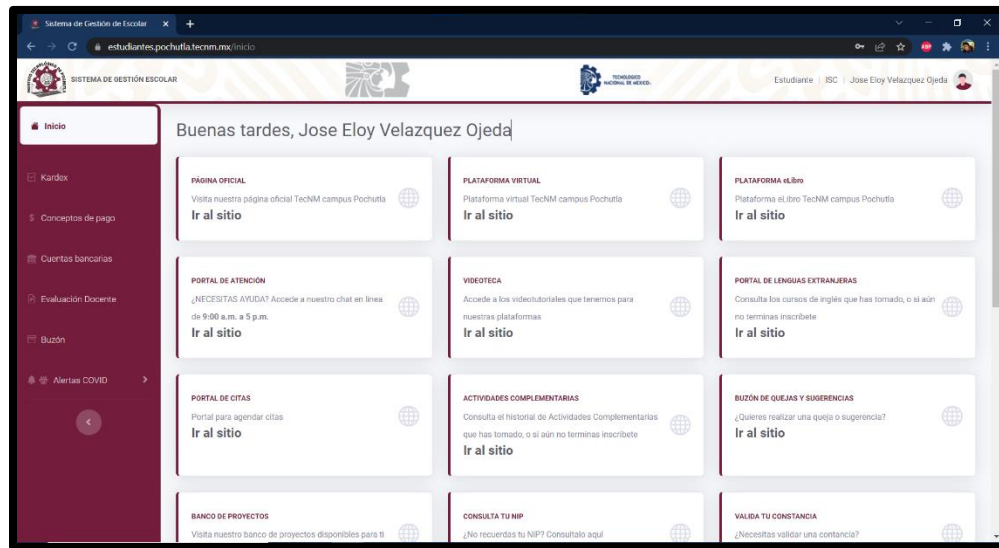 Sistema de Gestión de Escolar
estudiantes.pochutla.tecnm.mx/inicio
SISTEMA DE GESTIÓN ESCOLAR
TECNOLÓGICO
NACIONAL DE MÉXICO
Estudiante | ISC | Jose Eloy Velazquez Ojeda
Inicio
Kardex
Conceptos de pago
Cuentas bancarias
Evaluación Docente
Buzón
Alertas COVID
Buenas tardes, Jose Eloy Velazquez Ojeda
PÁGINA OFICIAL
Visita nuestra página oficial TecNM campus Pochutla
Ir al sitio
PLATAFORMA VIRTUAL
Plataforma virtual TecNM campus Pochutla
Ir al sitio
PLATAFORMA eLibro
Plataforma eLibro TecNM campus Pochutla
Ir al sitio
PORTAL DE ATENCIÓN
¿NECESITAS AYUDA? Accede a nuestro chat en linea
de 9:00 a.m. a 5 p.m.
Ir al sitio
VIDEOTECA
Accede a los videotutoriales que tenemos para
nuestras plataformas
Ir al sitio
PORTAL DE LENGUAS EXTRANJERAS
Consulta los cursos de inglés que has tomado, o si aún
no terminas inscribete
Ir al sitio
PORTAL DE CITAS
Portal para agendar citas
Ir al sitio
ACTIVIDADES COMPLEMENTARIAS
Consulta el historial de Actividades Complementarias
que has tomado, o si aún no terminas inscribete
Ir al sitio
BUZÓN DE QUEJAS Y SUGERENCIAS
¿Quieres realizar una queja o sugerencia?
Ir al sitio
BANCO DE PROYECTOS
Visita nuestro banco de proyectos disponibles para ti
CONSULTA TU NIP
¿No recuerdas tu NIP? Consultalo aquí
VALIDA TU CONSTANCIA
¿Necesitas validar una contancia?